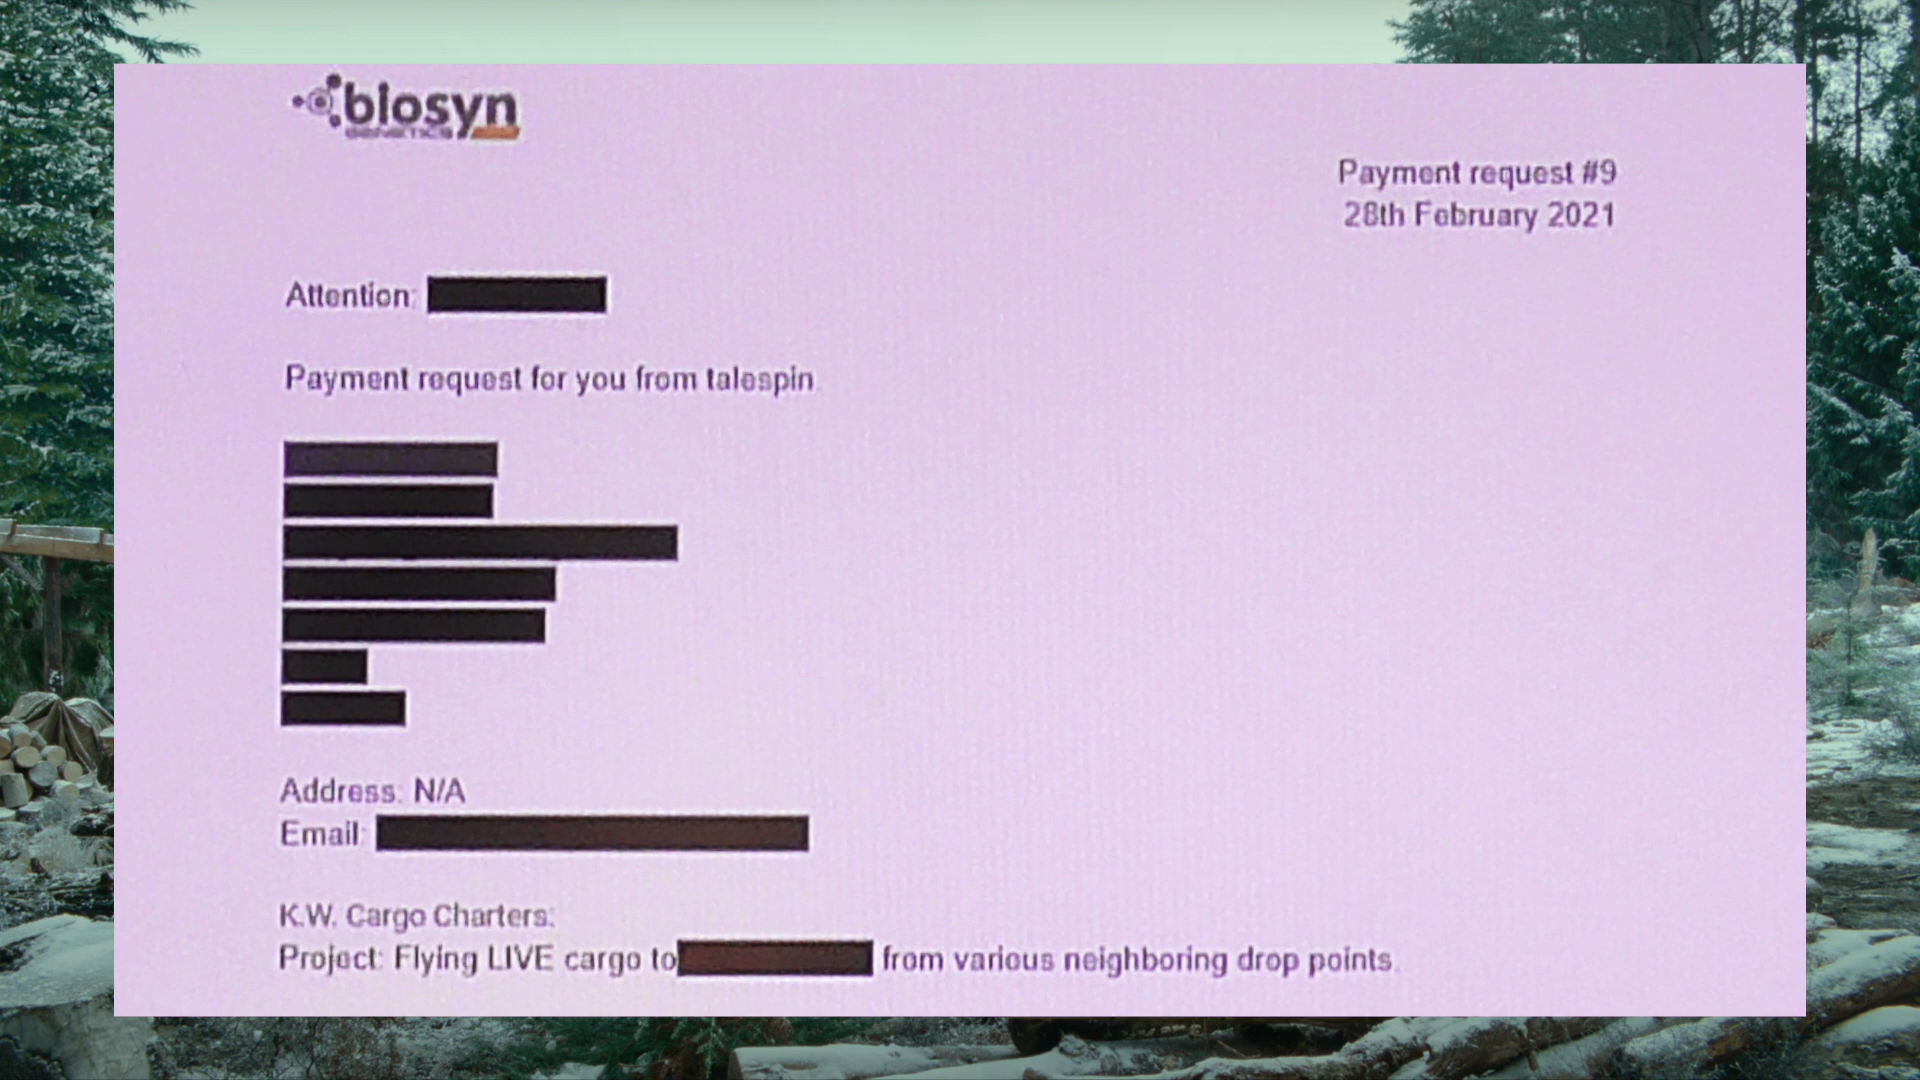 biosyn
GENETICS
Payment request #9
28th February 2021
Attention:
Payment request for you from talespin.
Address: N/A
Email:
K.W. Cargo Charters:
Project: Flying LIVE cargo to from various neighboring drop points.